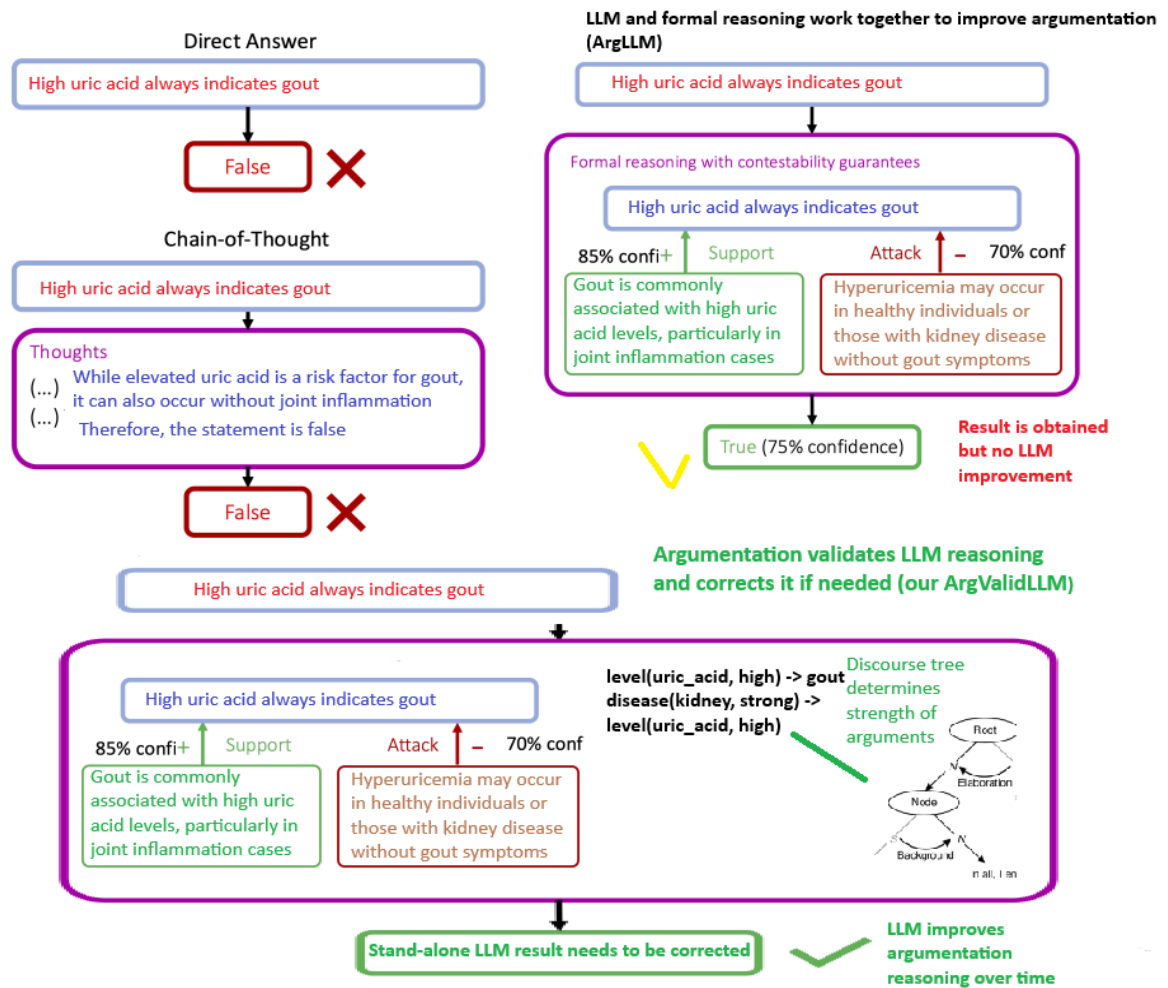 Direct Answer
High uric acid always indicates gout
False
Chain-of-Thought
High uric acid always indicates gout
Thoughts
(...) While elevated uric acid is a risk factor for gout,
it can also occur without joint inflammation
(...)
Therefore, the statement is false
False
LLM and formal reasoning work together to improve argumentation
(ArgLLM)
High uric acid always indicates gout
Formal reasoning with contestability guarantees
High uric acid always indicates gout
85% confi+ Support
Attack – 70% conf
Gout is commonly
associated with high uric
acid levels, particularly in
joint inflammation cases
Hyperuricemia may occur
in healthy individuals or
those with kidney disease
without gout symptoms
True (75% confidence)
Result is obtained
but no LLM
improvement
Argumentation validates LLM reasoning
and corrects it if needed (our ArgValidLLM)
High uric acid always indicates gout
High uric acid always indicates gout
85% confi+ Support
Attack – 70% conf
Gout is commonly
associated with high uric
acid levels, particularly in
joint inflammation cases
Hyperuricemia may occur
in healthy individuals or
those with kidney disease
without gout symptoms
level(uric_acid, high) -> gout
disease(kidney, strong) ->
level(uric_acid, high)
Discourse tree
determines
strength of
arguments
Root
N
Elaboration
Node
S
N
Background
Stand-alone LLM result needs to be corrected
LLM improves
argumentation
reasoning over time